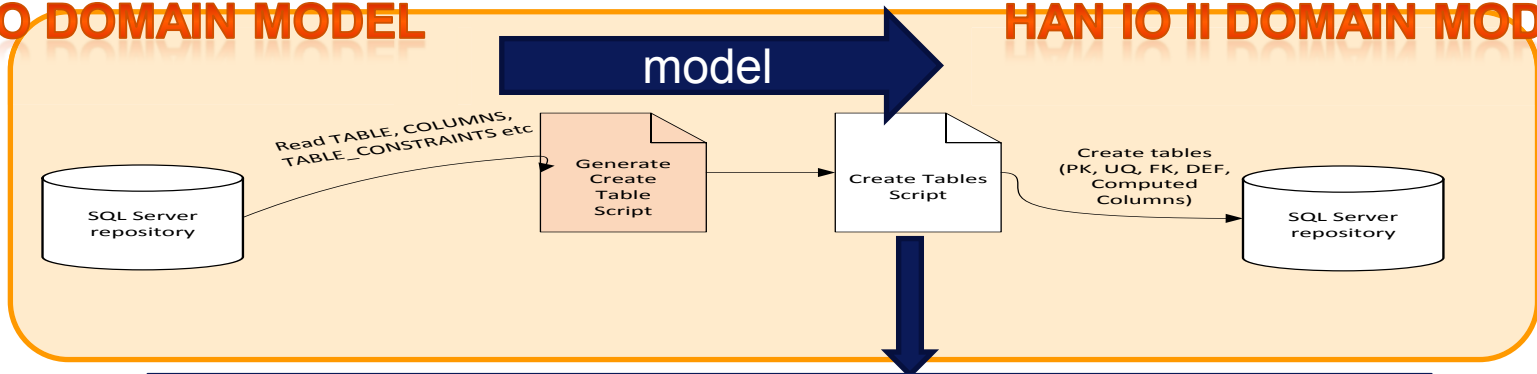 O DOMAIN MODEL
HAN IO II DOMAIN MOD
model
Read TABLE, COLUMNS,
TABLE_CONSTRAINTS etc
SQL Server
repository
Generate
Create
Table
Script
Create Tables
Script
Create tables
(PK, UQ, FK, DEF,
Computed
Columns)
SQL Server
repository